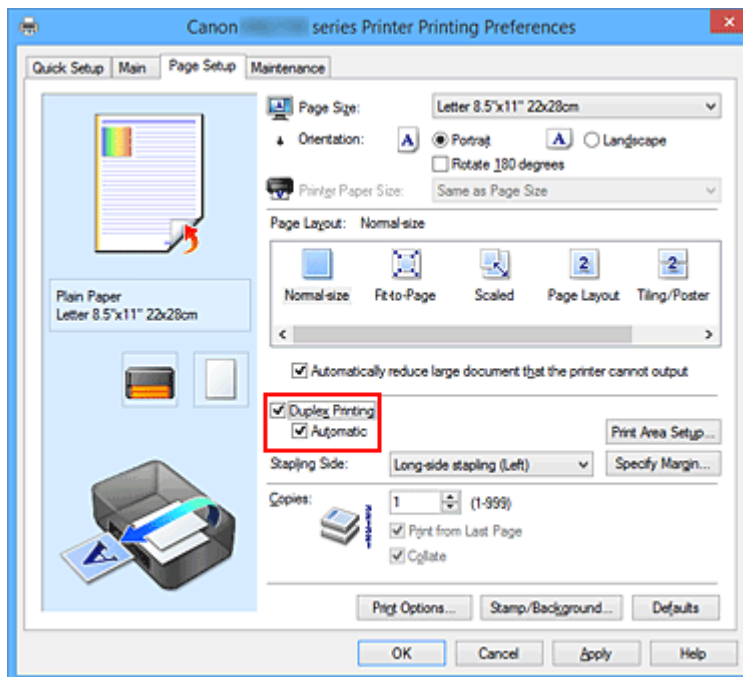 Canon series Printer Printing Preferences
Quick Setup Main Page Setup Maintenance
Page Size: Letter 8.5"x11" 22x28cm
Orientation: A Portrait A Landscape
Rotate 180 degrees
Printer Paper Size: Same as Page Size
Page Layout: Normal-size
Normal-size Fit-to-Page Scaled Page Layout Tiling/Poster
Plain Paper
Letter 8.5"x11" 22x28cm
Automatically reduce large document that the printer cannot output
Duplex Printing
Automatic
Print Area Setup...
Stapling Side: Long-side stapling (Left) Specify Margin...
Copies: 1 (1-999)
Print from Last Page
Collate
Print Options... Stamp/Background... Defaults
OK Cancel Apply Help